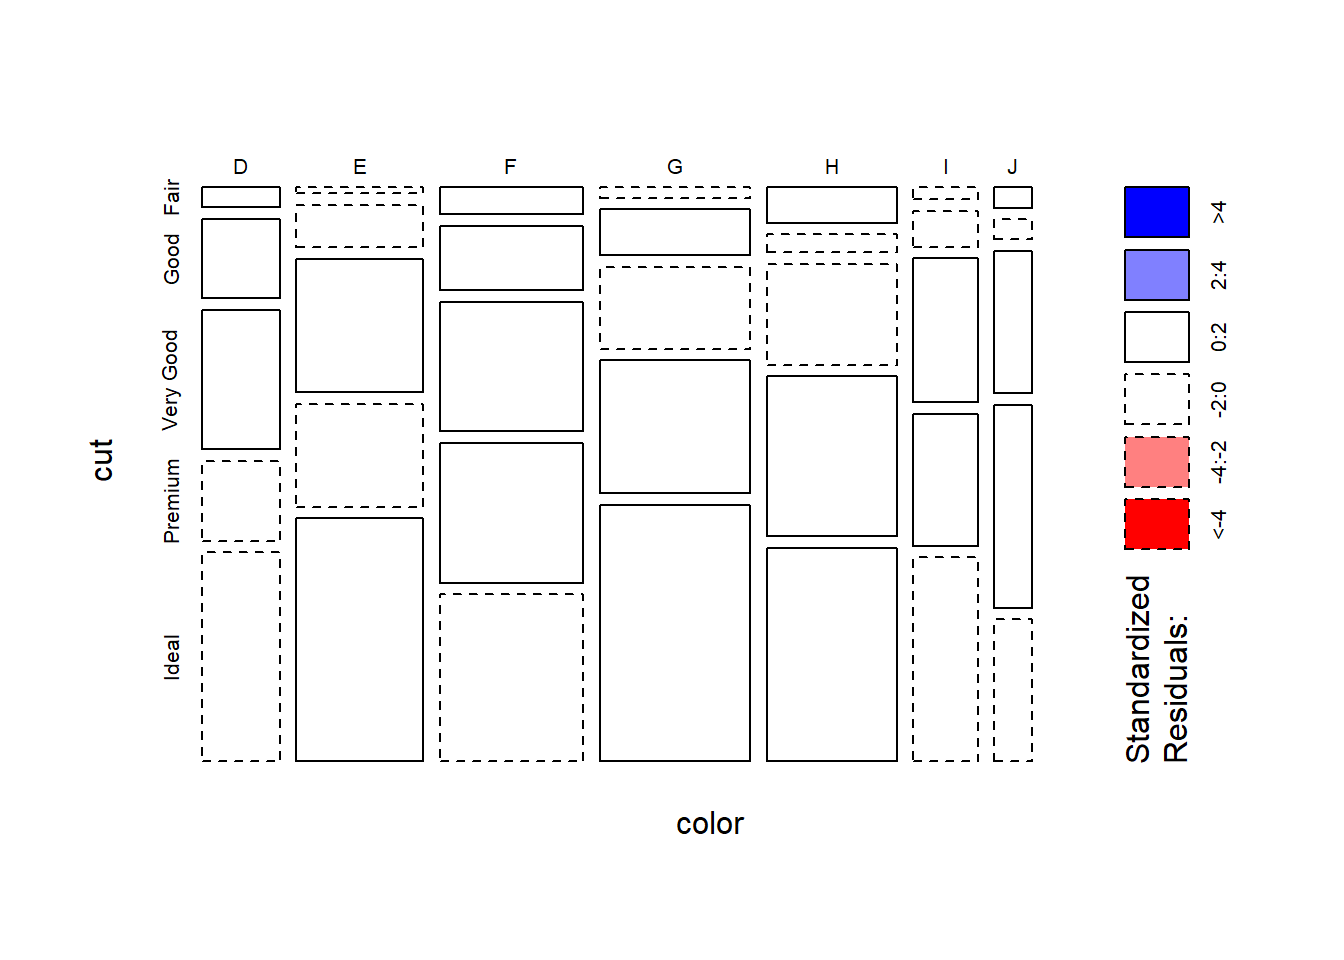 D E F G H I J
Fair
Good
Very Good
Premium
Ideal
cut
color
>4
2:4
0:2
-2:0
-4:-2
<-4
Standardized
Residuals: